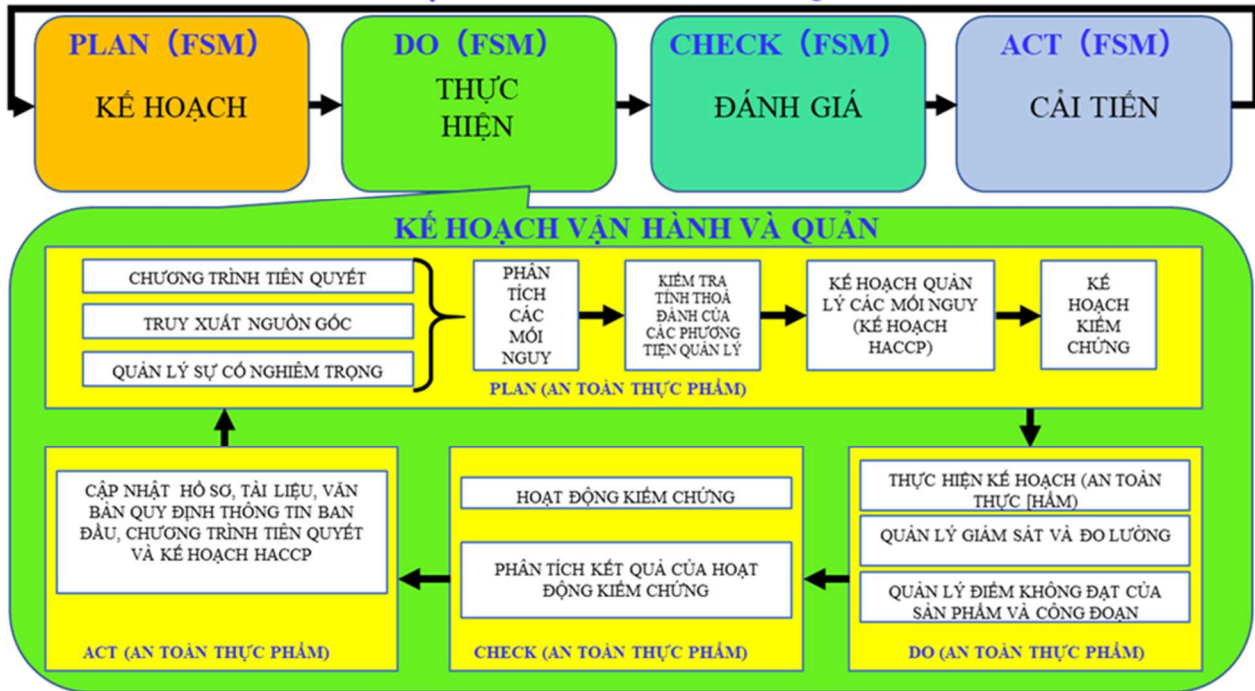 PLAN (FSM)
KẾ HOẠCH
DO (FSM)
THỰC
HIỆN
CHECK (FSM)
ĐÁNH GIÁ
ACT (FSM)
CẢI TIẾN
KẾ HOẠCH VẬN HÀNH VÀ QUẢN
CHƯƠNG TRÌNH TIÊN QUYẾT
TRUY XUẤT NGUỒN GỐC
QUẢN LÝ SỰ CỐ NGHIÊM TRỌNG
PHÂN
TÍCH
CÁC
MỐI
NGUY
KIỂM TRA
TÍNH THOẢ
ĐÁNH CỦA
CÁC PHƯƠNG
TIỆN QUẢN LÝ
KẾ HOẠCH QUẢN
LÝ CÁC MỐI NGUY
(KẾ HOẠCH
HACCP)
KẾ
HOẠCH
KIỂM
CHỨNG
PLAN (AN TOÀN THỰC PHẨM)
CẬP NHẬT HỒ SƠ, TÀI LIỆU, VĂN
BẢN QUY ĐỊNH THÔNG TIN BAN
ĐẦU, CHƯƠNG TRÌNH TIÊN QUYẾT
VÀ KẾ HOẠCH HACCP
ACT (AN TOÀN THỰC PHẨM)
HOẠT ĐỘNG KIỂM CHỨNG
PHÂN TÍCH KẾT QUẢ CỦA HOẠT
ĐỘNG KIỂM CHỨNG
CHECK (AN TOÀN THỰC PHẨM)
THỰC HIỆN KẾ HOẠCH (AN TOÀN
THỰC [HẨM)
QUẢN LÝ GIÁM SÁT VÀ ĐO LƯỜNG
QUẢN LÝ ĐIỂM KHÔNG ĐẠT CỦA
SẢN PHẨM VÀ CÔNG ĐOẠN
DO (AN TOÀN THỰC PHẨM)